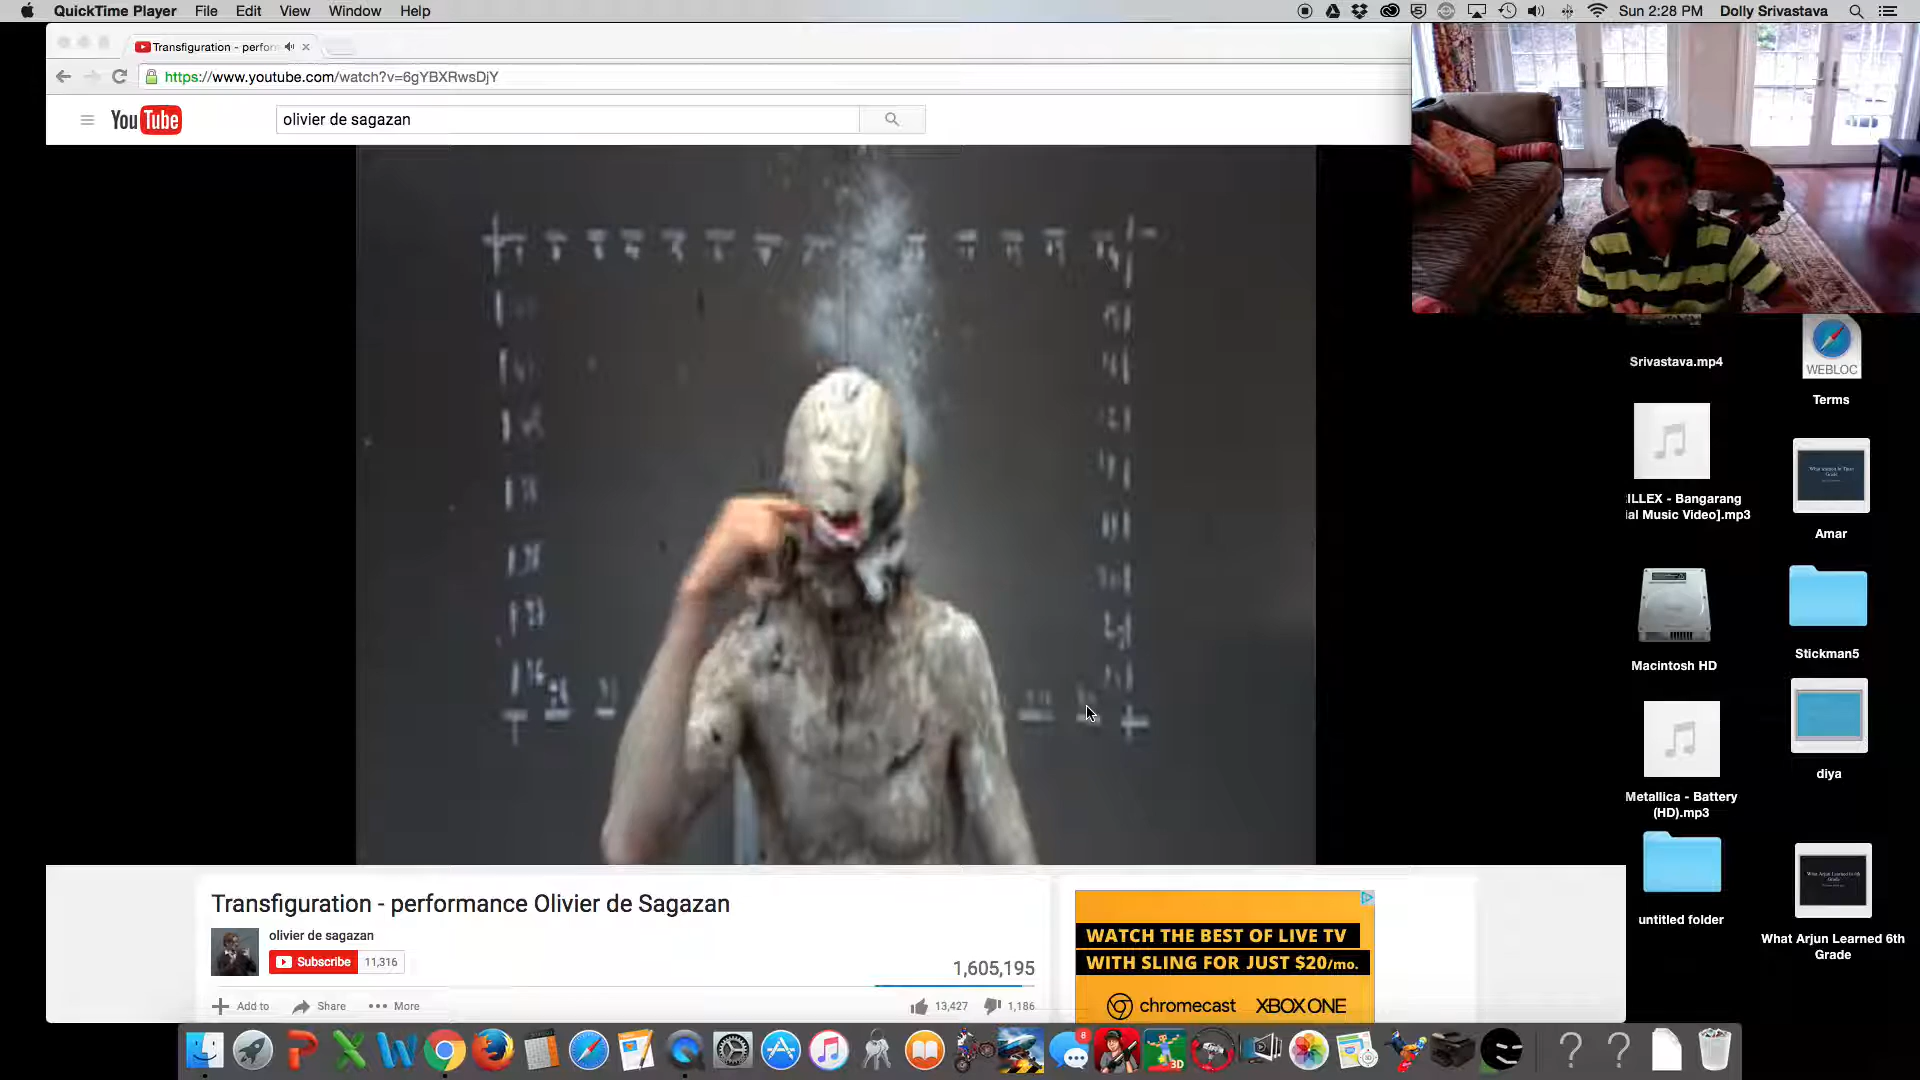 QuickTime Player File Edit View Window Help
Sun 2:28 PM Dolly Srivastava
Transfiguration - perfor
https://www.youtube.com/watch?v=6gYBXRwsDjY
YouTube
olivier de sagazan
Srivastava.mp4
WEBLOC
Terms
ILLEX - Bangarang
ial Music Video].mp3
Amar
Macintosh HD
Stickman5
Metallica - Battery
(HD).mp3
diya
untitled folder
What Arjun Learned 6th
Grade
Transfiguration - performance Olivier de Sagazan
olivier de sagazan
Subscribe 11,316
1,605,195
Add to Share More
13,427 1,186
WATCH THE BEST OF LIVE TV
WITH SLING FOR JUST $20/mo.
chromecast XBOX ONE
8
3D